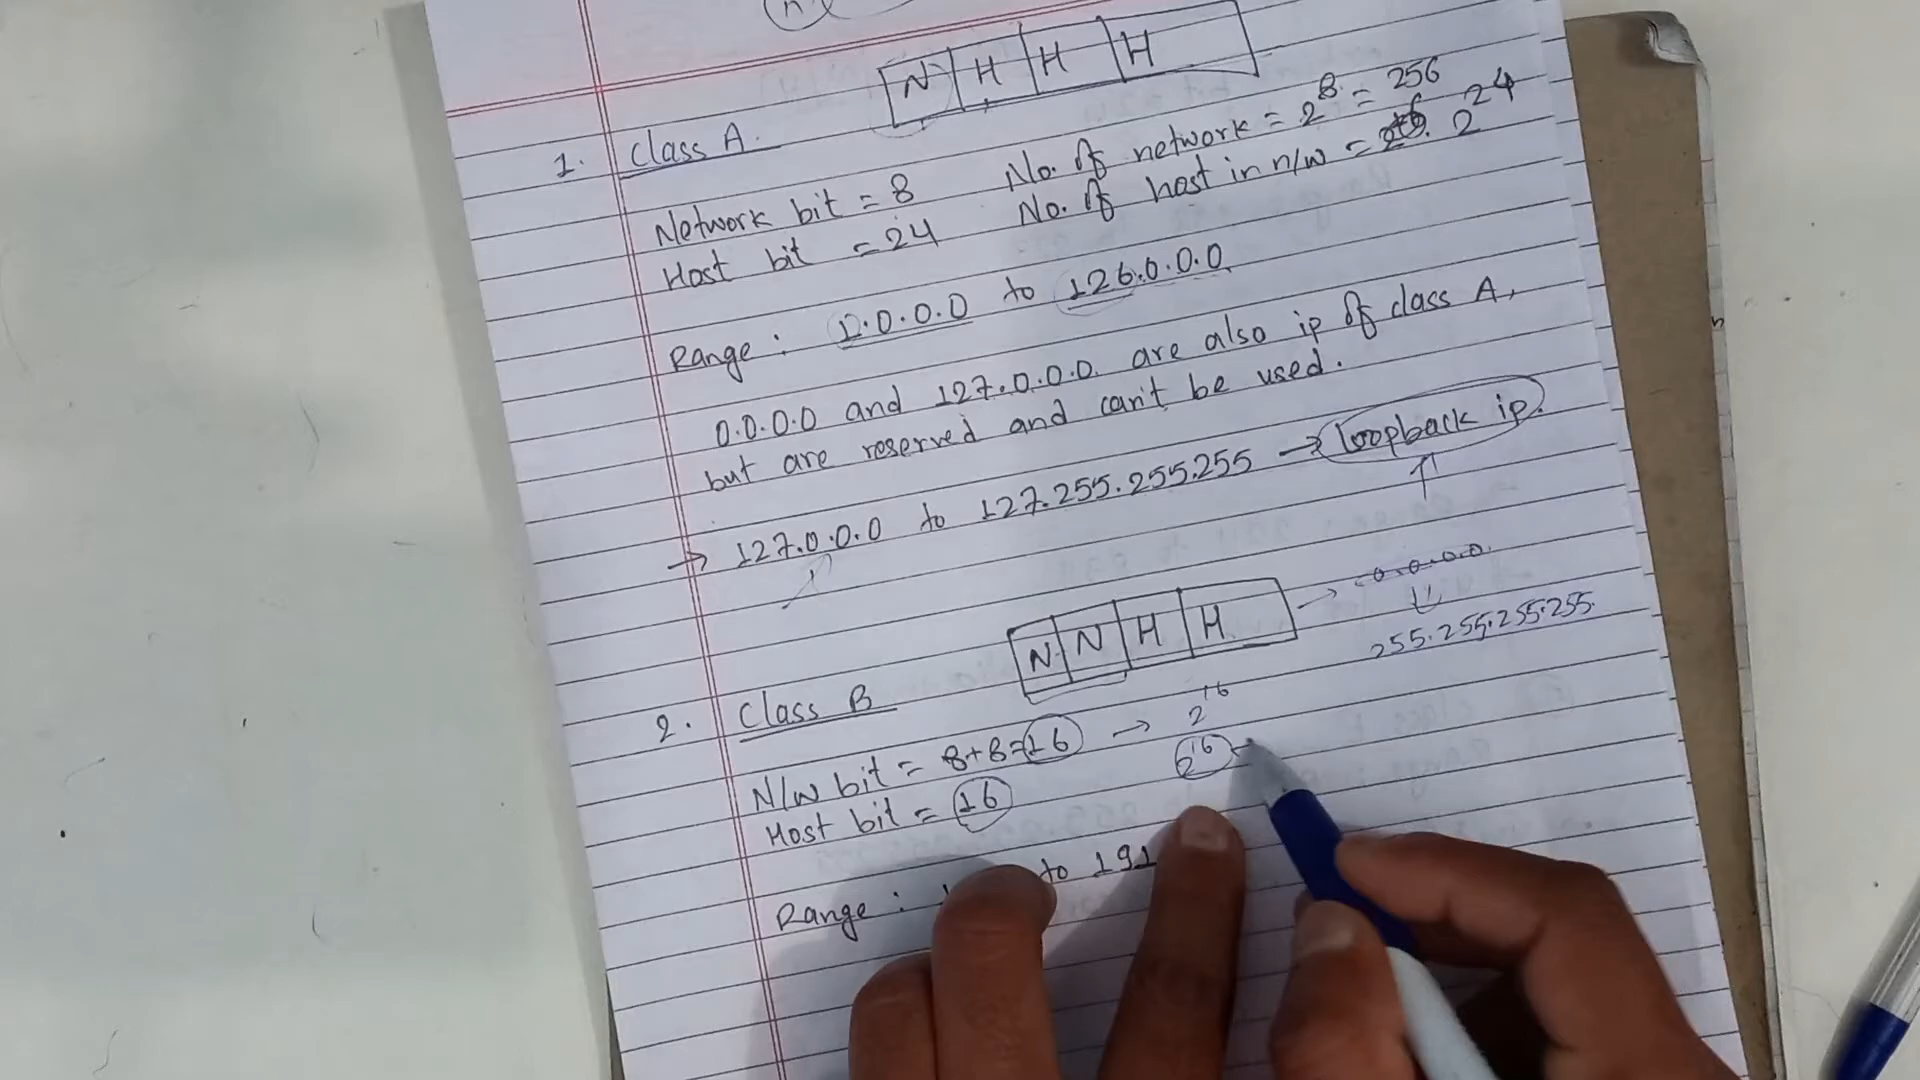 n
N H H H
1. Class A.
Network bit = 8 No. of network = 2^8 = 256
Host bit = 24 No. of host in n/w = 2^24
Range : 1.0.0.0 to 126.0.0.0
0.0.0.0 and 127.0.0.0. are also ip of class A,
but are reserved and can't be used.
→ 127.0.0.0 to 127.255.255.255 → loopback ip.
N N H H → 0.0.0.0.
255.255.255.255.
2. Class B
N/W bit = 8+8=16 → 2^16
Host bit = 16 2^16
Range : to 191